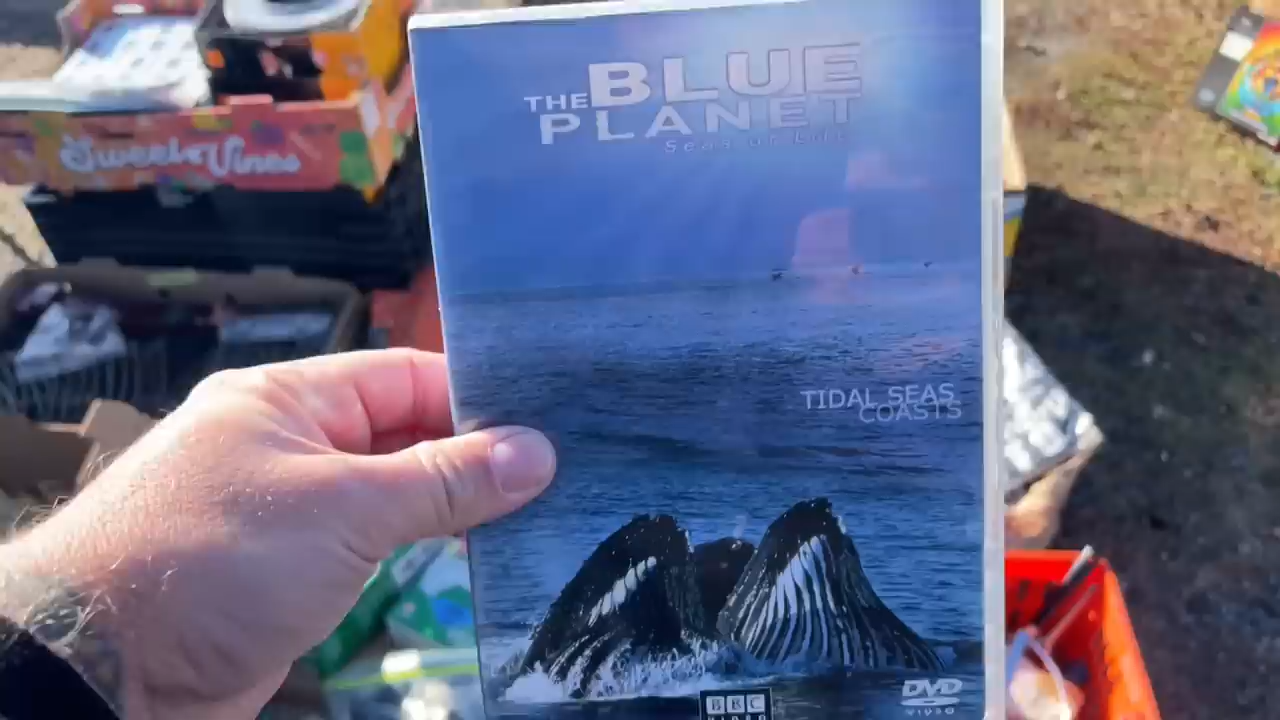 Sweet Vines
THE BLUE
PLANET
Seas of Life
TIDAL SEAS
COASTS
BBC
VIDEO
DVD
VIDEO